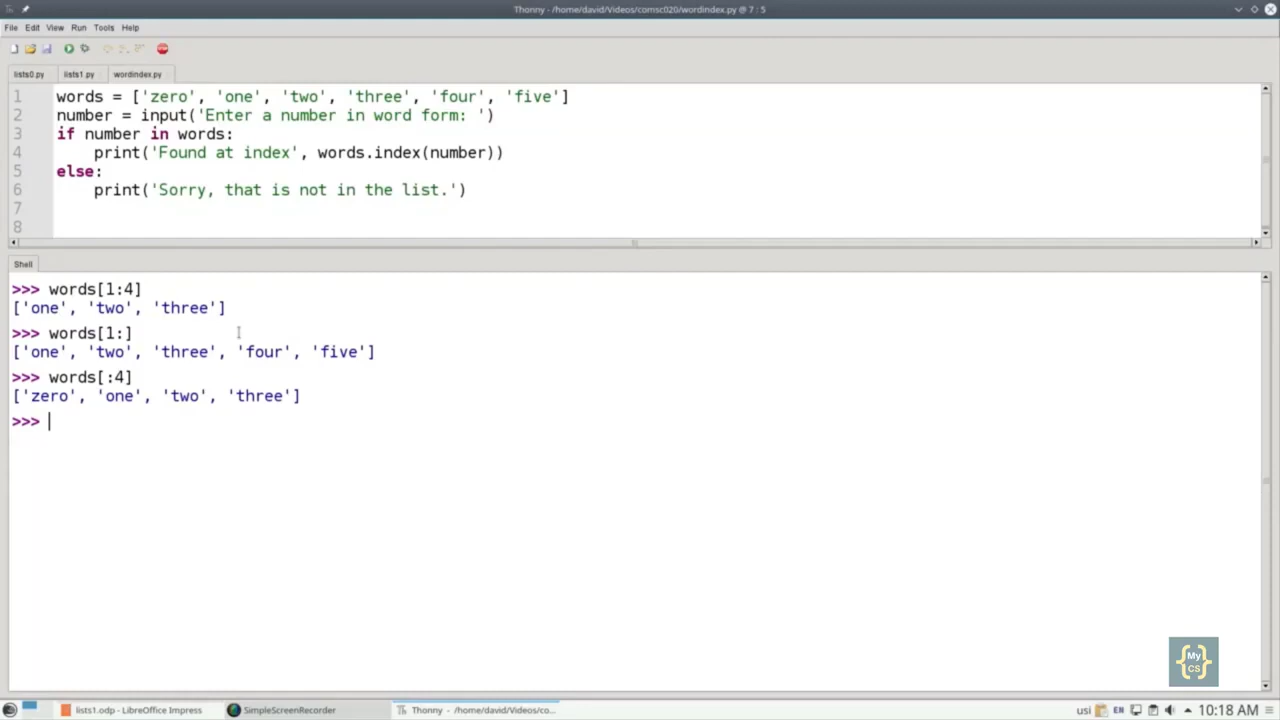 Thonny - /home/david/Videos/comsc020/wordindex.py @ 7 : 5
File Edit View Run Tools Help
lists0.py lists1.py wordindex.py
1 words = ['zero', 'one', 'two', 'three', 'four', 'five']
2 number = input('Enter a number in word form: ')
3 if number in words:
4 print('Found at index', words.index(number))
5 else:
6 print('Sorry, that is not in the list.')
7
8
Shell
>>> words[1:4]
['one', 'two', 'three']
>>> words[1:]
['one', 'two', 'three', 'four', 'five']
>>> words[:4]
['zero', 'one', 'two', 'three']
>>>
{My
CS}
lists1.odp - LibreOffice Impress SimpleScreenRecorder Thonny - /home/david/Videos/co... usi EN 10:18 AM